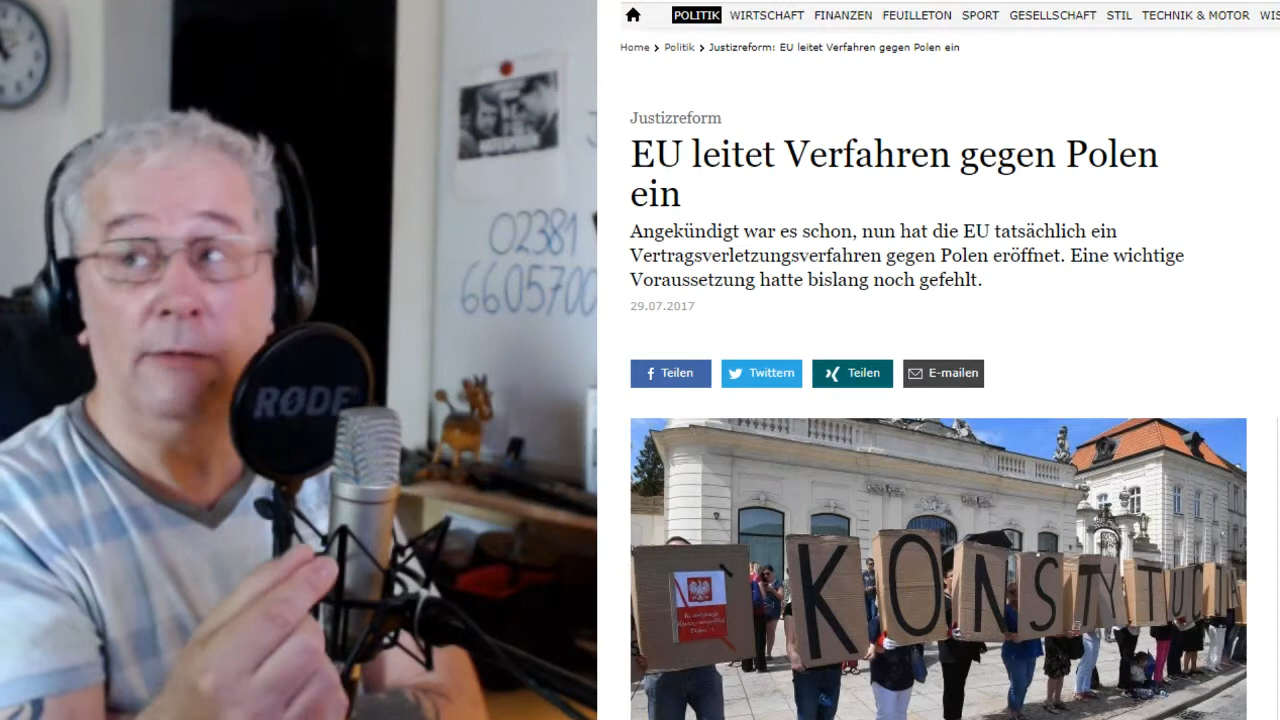 POLITIK WIRTSCHAFT FINANZEN FEUILLETON SPORT GESELLSCHAFT STIL TECHNIK & MOTOR
Home > Politik > Justizreform: EU leitet Verfahren gegen Polen ein
Justizreform
EU leitet Verfahren gegen Polen
ein
Angekündigt war es schon, nun hat die EU tatsächlich ein
Vertragsverletzungsverfahren gegen Polen eröffnet. Eine wichtige
Voraussetzung hatte bislang noch gefehlt.
29.07.2017
Teilen Twittern Teilen E-mailen
02381
6605700
RØDE
KONSTYTUC